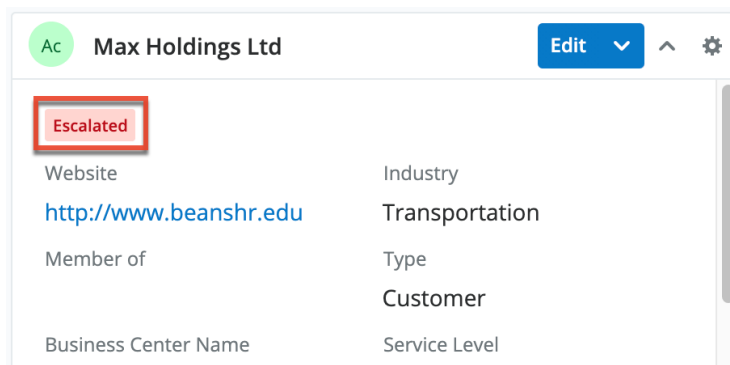 Ac Max Holdings Ltd Edit
Escalated
Website Industry
http://www.beanshr.edu Transportation
Member of Type
Customer
Business Center Name Service Level